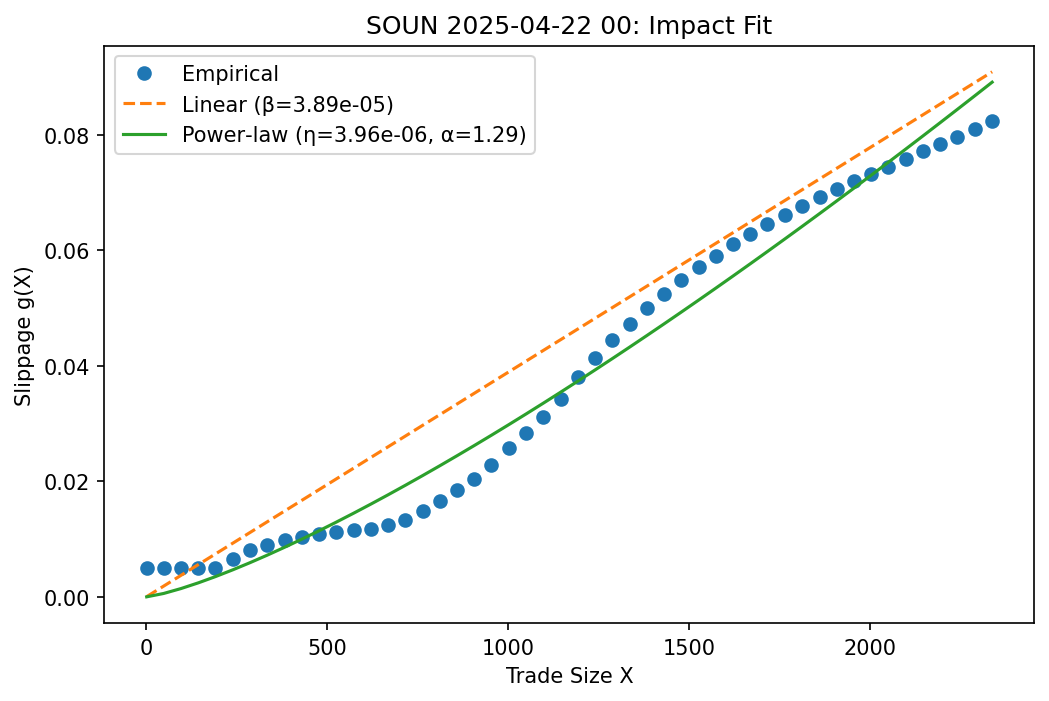 SOUN 2025-04-22 00: Impact Fit
Empirical
Linear (β=3.89e-05)
Power-law (η=3.96e-06, α=1.29)
Slippage g(X)
0.08
0.06
0.04
0.02
0.00
0
500
1000
1500
2000
Trade Size X